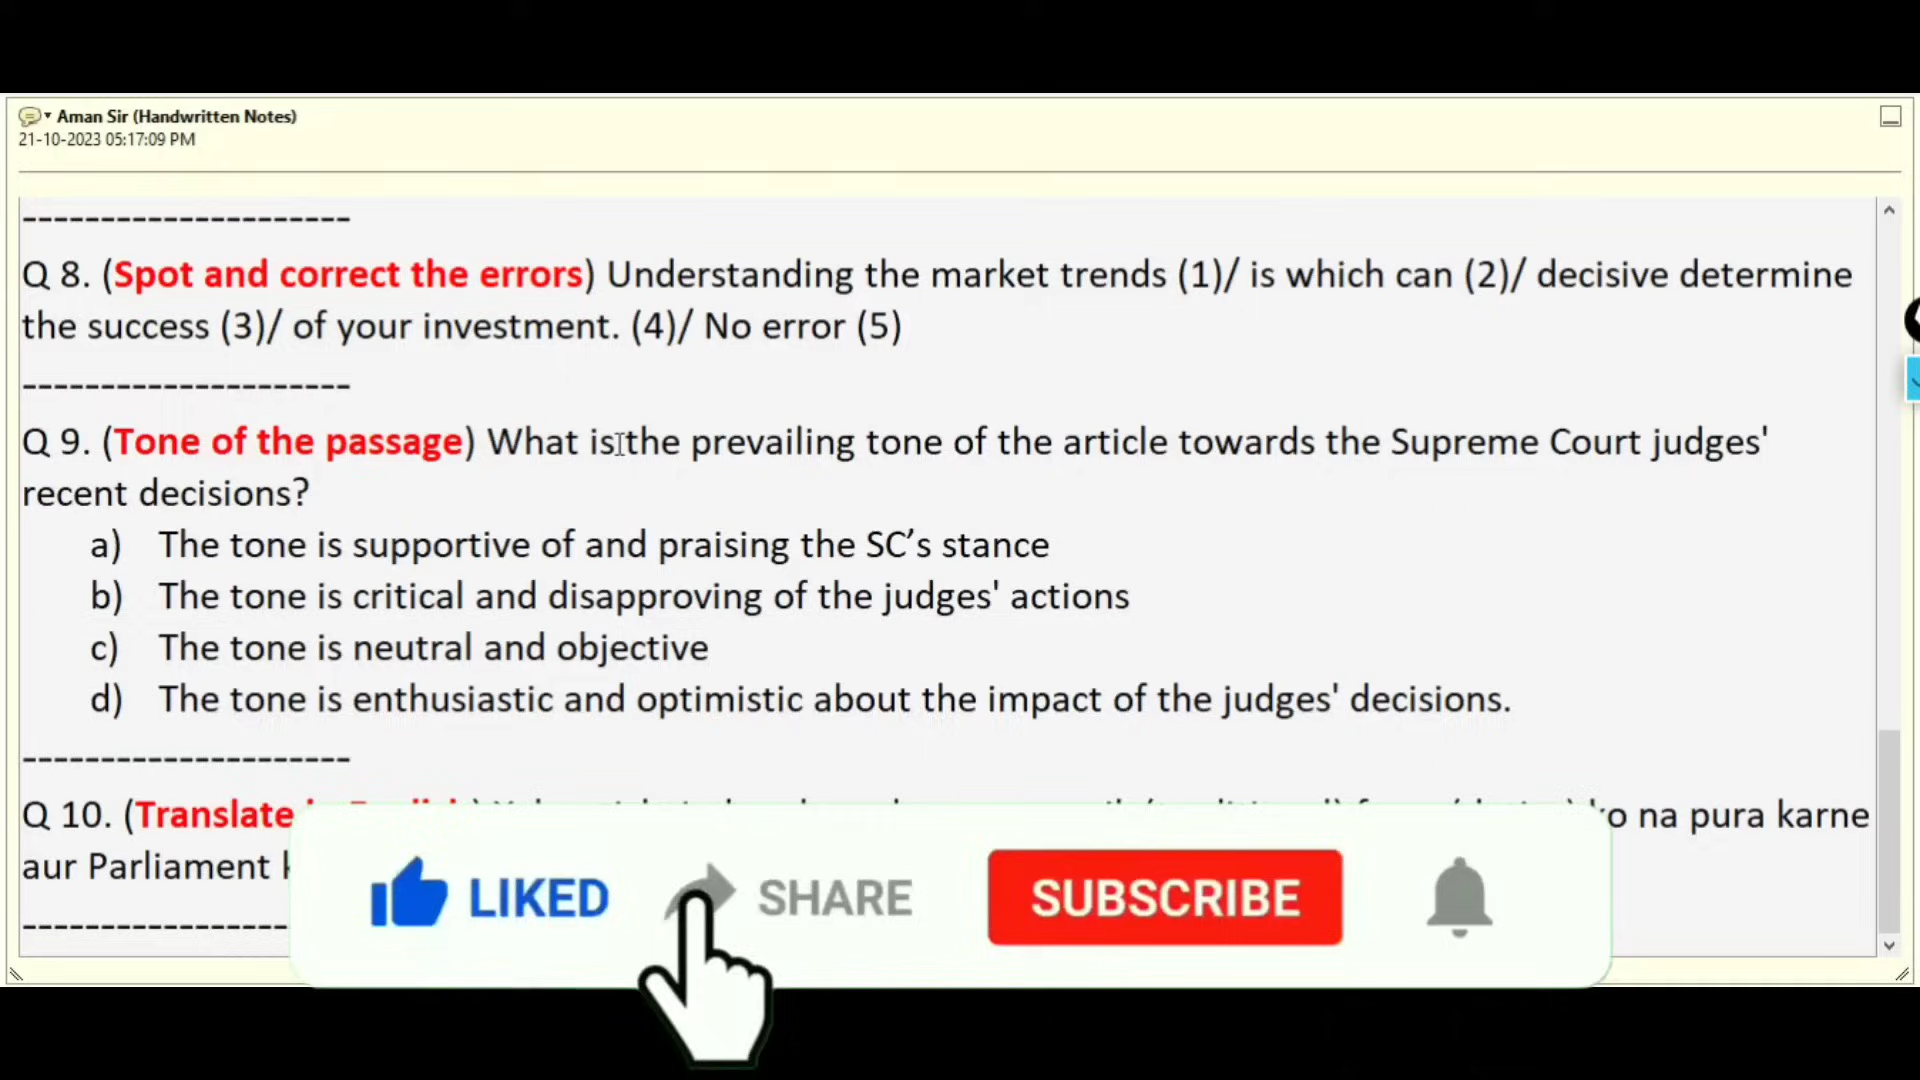 Aman Sir (Handwritten Notes)
21-10-2023 05:17:09 PM
---------------------
Q 8. (Spot and correct the errors) Understanding the market trends (1)/ is which can (2)/ decisive determine
the success (3)/ of your investment. (4)/ No error (5)
---------------------
Q 9. (Tone of the passage) What is the prevailing tone of the article towards the Supreme Court judges'
recent decisions?
a) The tone is supportive of and praising the SC’s stance
b) The tone is critical and disapproving of the judges' actions
c) The tone is neutral and objective
d) The tone is enthusiastic and optimistic about the impact of the judges' decisions.
---------------------
Q 10. (Translate ko na pura karne
aur Parliament
---------------------
LIKED SHARE SUBSCRIBE